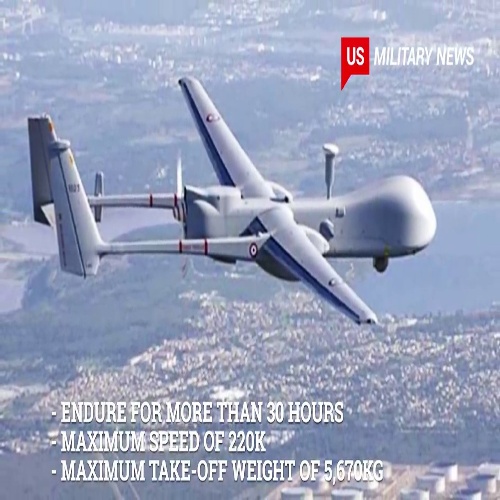 US MILITARY NEWS
- ENDURE FOR MORE THAN 30 HOURS
- MAXIMUM SPEED OF 220K
- MAXIMUM TAKE-OFF WEIGHT OF 5,670KG